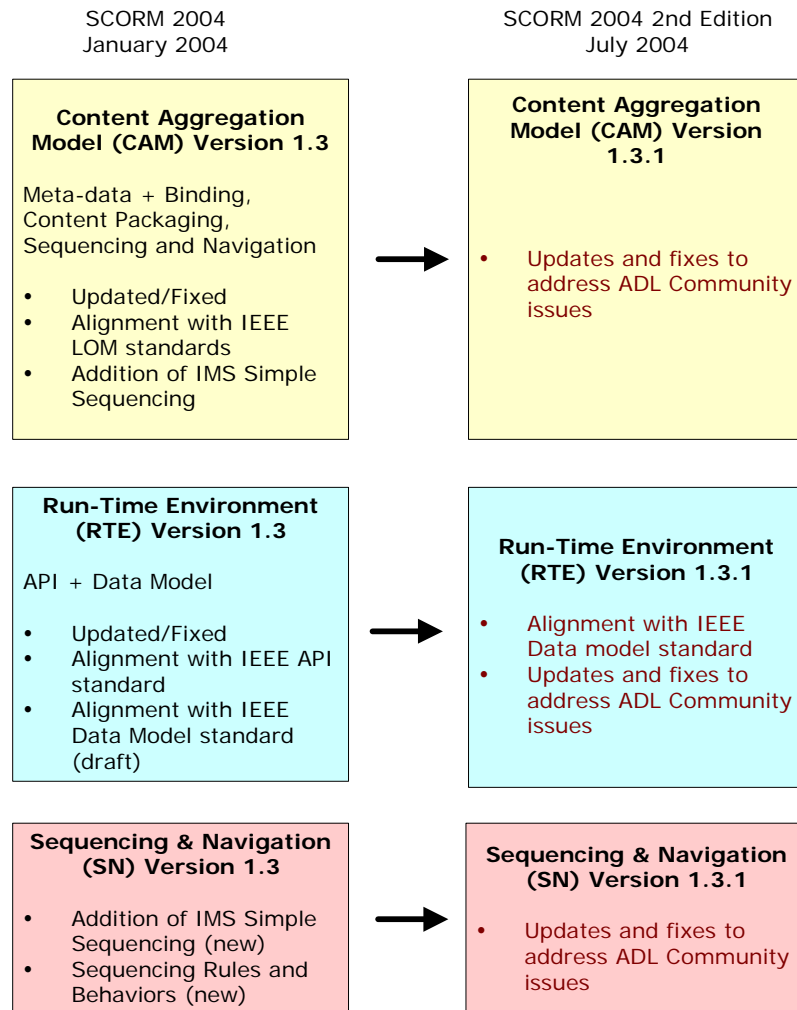 SCORM 2004
January 2004
SCORM 2004 2nd Edition
July 2004
Content Aggregation
Model (CAM) Version 1.3
Meta-data + Binding,
Content Packaging,
Sequencing and Navigation
• Updated/Fixed
• Alignment with IEEE
LOM standards
• Addition of IMS Simple
Sequencing
Content Aggregation
Model (CAM) Version
1.3.1
• Updates and fixes to
address ADL Community
issues
Run-Time Environment
(RTE) Version 1.3
API + Data Model
• Updated/Fixed
• Alignment with IEEE API
standard
• Alignment with IEEE
Data Model standard
(draft)
Run-Time Environment
(RTE) Version 1.3.1
• Alignment with IEEE
Data model standard
• Updates and fixes to
address ADL Community
issues
Sequencing & Navigation
(SN) Version 1.3
• Addition of IMS Simple
Sequencing (new)
• Sequencing Rules and
Behaviors (new)
Sequencing & Navigation
(SN) Version 1.3.1
• Updates and fixes to
address ADL Community
issues